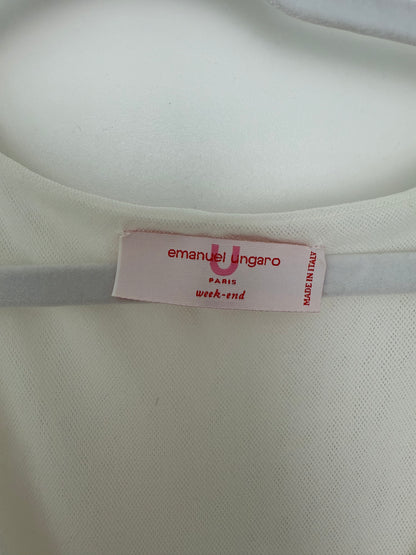 emanuel Ungaro
U
PARIS
week-end
MADE IN ITALY